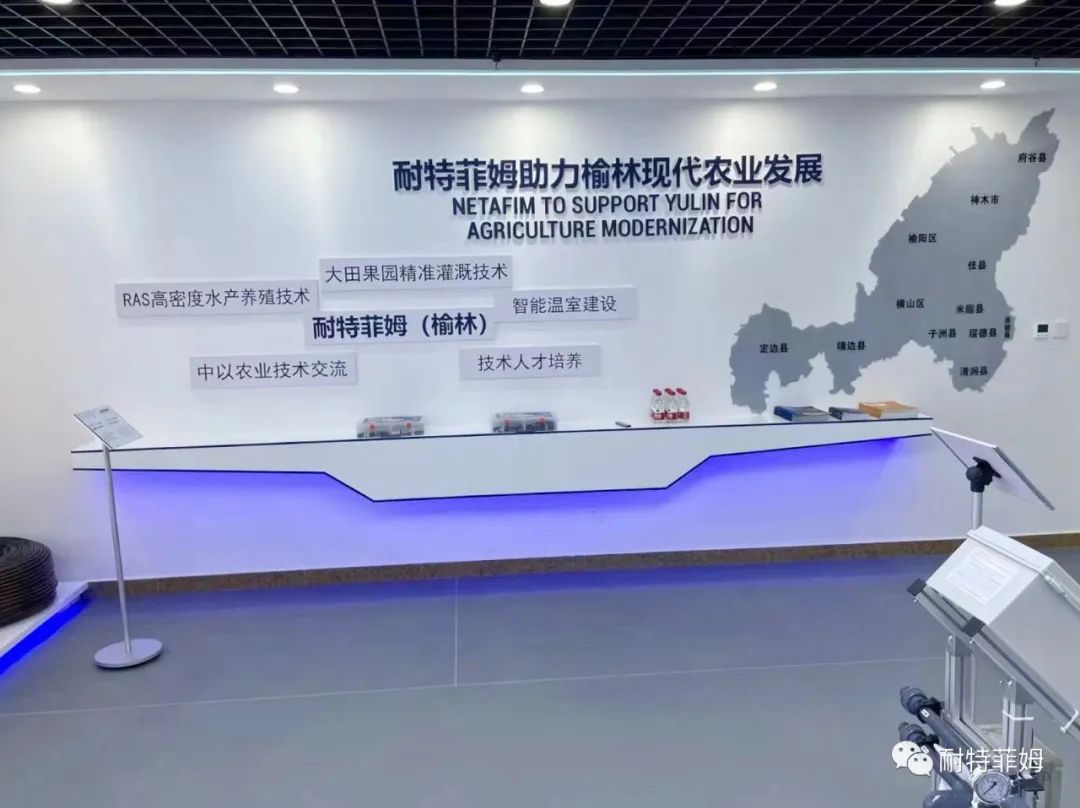 耐特菲姆助力榆林现代农业发展
NETAFIM TO SUPPORT YULIN FOR
AGRICULTURE MODERNIZATION
大田果园精准灌溉技术
RAS高密度水产养殖技术
智能温室建设
耐特菲姆（榆林）
中以农业技术交流
技术人才培养
府谷县
神木市
榆阳区
佳县
横山区
米脂县
子洲县
绥德县
定边县
靖边县
清涧县
耐特菲姆